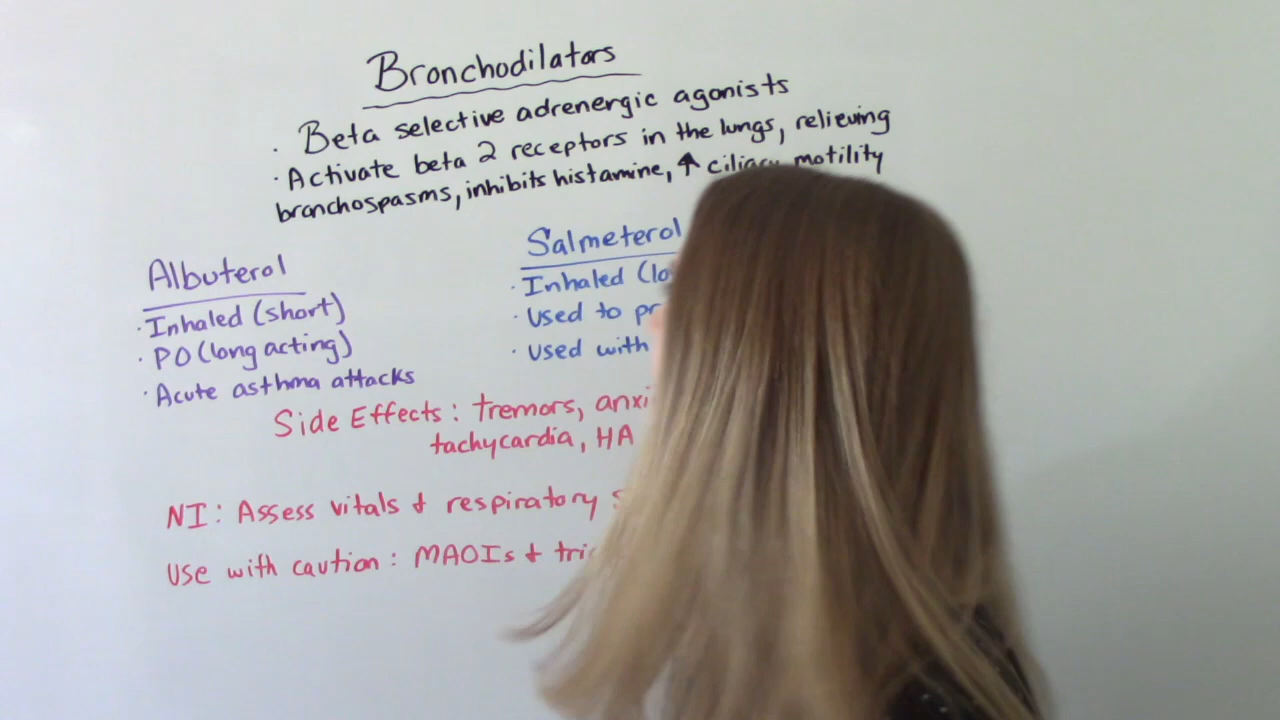 Bronchodilators
· Beta selective adrenergic agonists
· Activate beta 2 receptors in the lungs, relieving
bronchospasms, inhibits histamine, ↑ ciliary motility
Albuterol
· Inhaled (short)
· PO (long acting)
· Acute asthma attacks
Salmeterol
· Inhaled (lo
· Used to pr
· Used with
Side Effects: tremors, anxi
tachycardia, HA
NI: Assess vitals & respiratory
Use with caution: MAOIs & tric